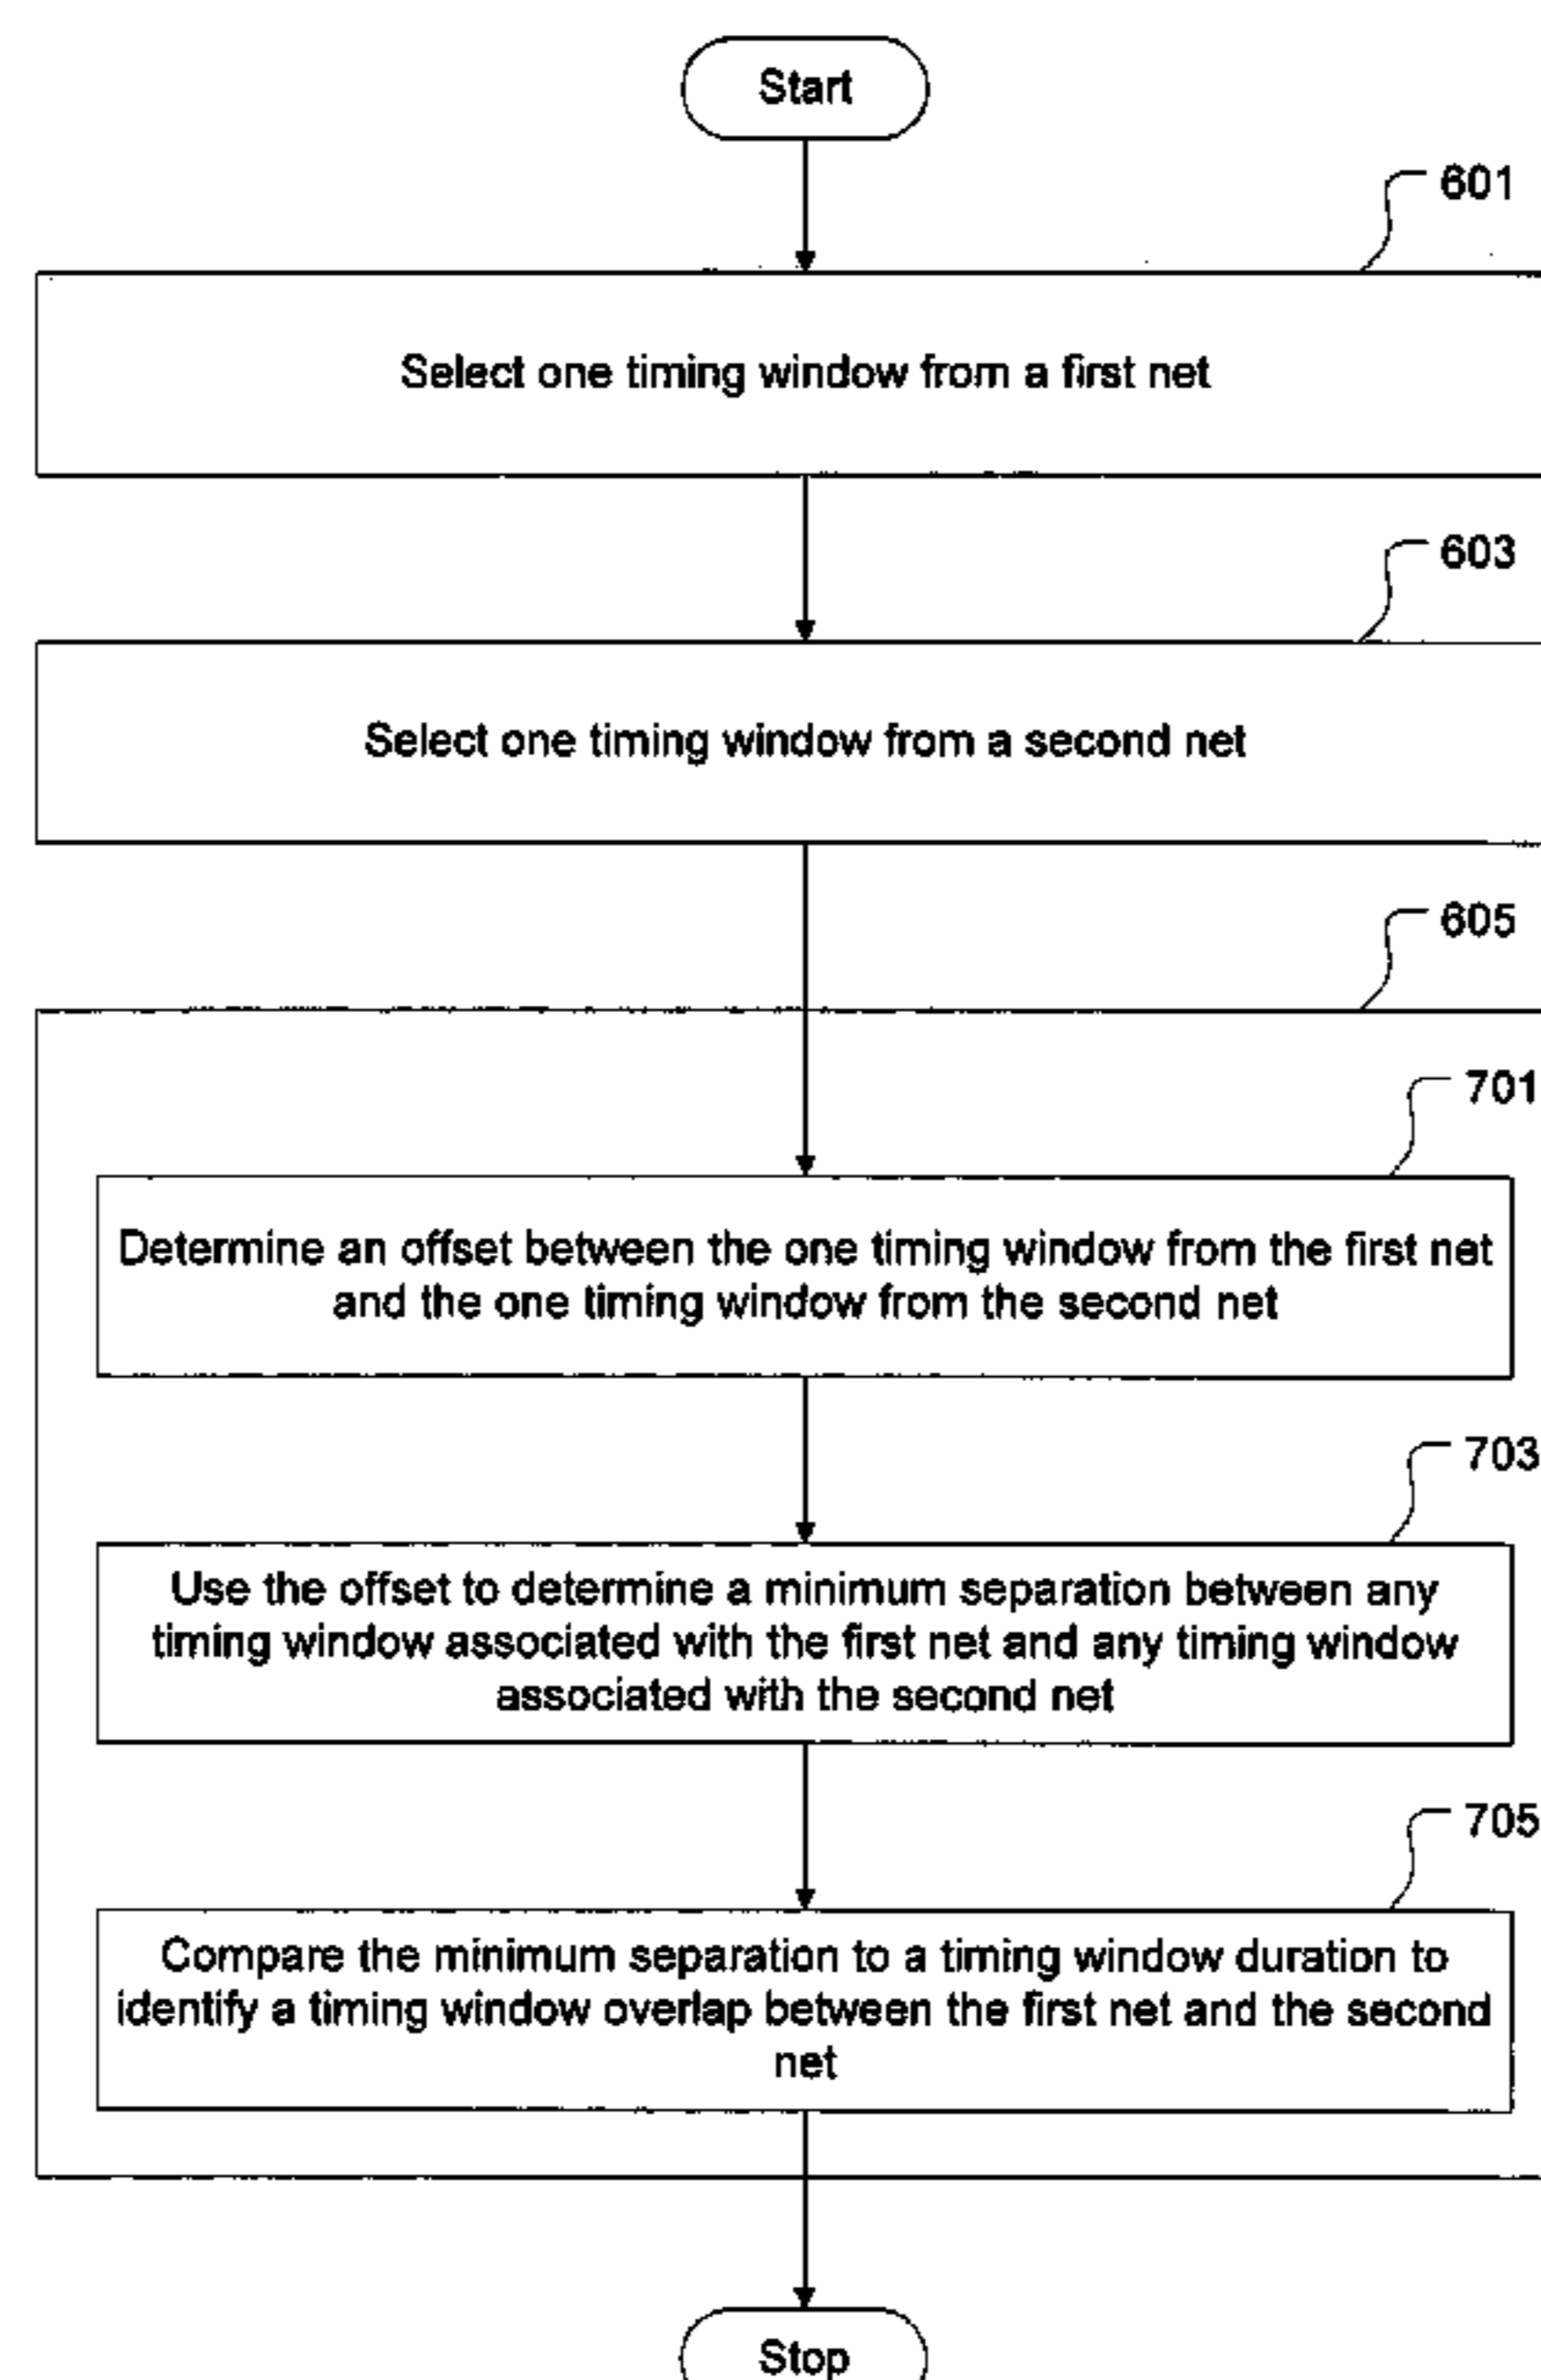 Start
601
Select one timing window from a first net
603
Select one timing window from a second net
605
701
Determine an offset between the one timing window from the first net
and the one timing window from the second net
703
Use the offset to determine a minimum separation between any
timing window associated with the first net and any timing window
associated with the second net
705
Compare the minimum separation to a timing window duration to
identify a timing window overlap between the first net and the second
net
Stop